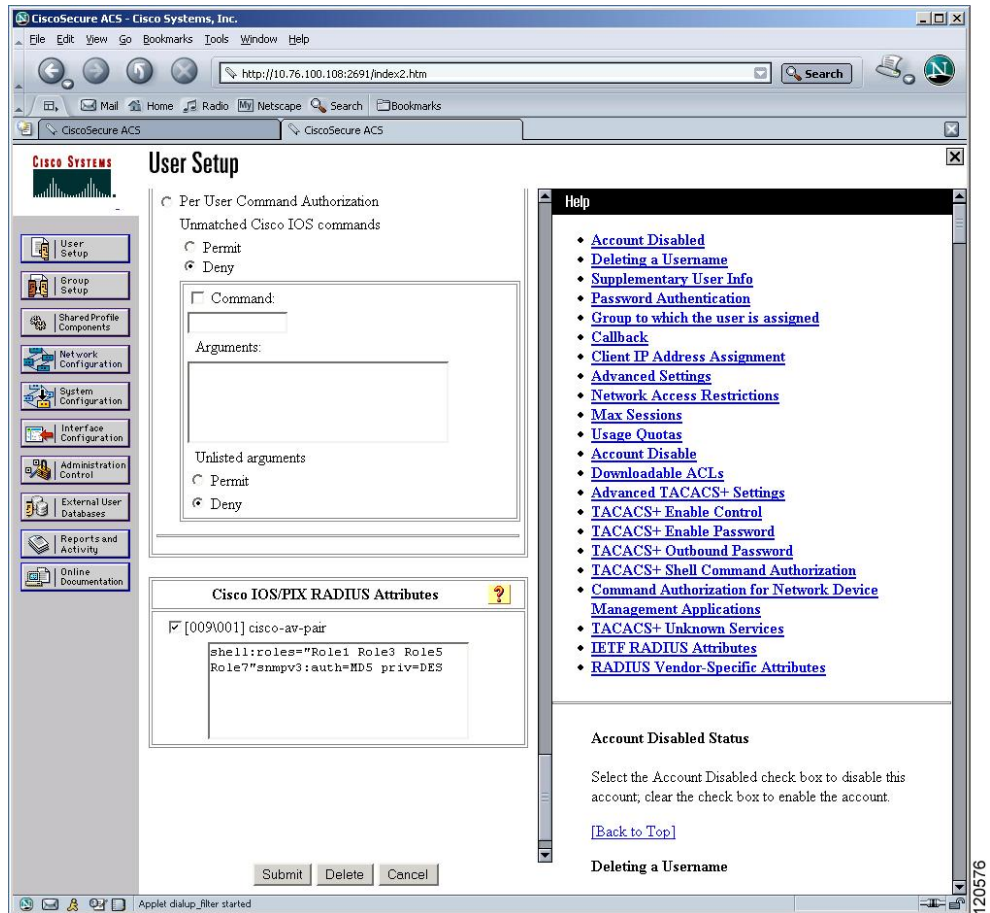 CiscoSecure ACS - Cisco Systems, Inc.
File Edit View Go Bookmarks Tools Window Help
http://10.76.100.108:2691/index2.htm
Search
Mail Home Radio My Netscape Search Bookmarks
CiscoSecure ACS
CiscoSecure ACS
CISCO SYSTEMS
User Setup
User Setup
Group Setup
Shared Profile Components
Network Configuration
System Configuration
Interface Configuration
Administration Control
External User Databases
Reports and Activity
Online Documentation
Per User Command Authorization
Unmatched Cisco IOS commands
Permit
Deny
Command:
Arguments:
Unlisted arguments
Permit
Deny
Cisco IOS/PIX RADIUS Attributes
?
[009\001] cisco-av-pair
shell:roles="Role1 Role3 Role5
Role7"snmpv3:auth=MD5 priv=DES
Submit Delete Cancel
Help
Account Disabled
Deleting a Username
Supplementary User Info
Password Authentication
Group to which the user is assigned
Callback
Client IP Address Assignment
Advanced Settings
Network Access Restrictions
Max Sessions
Usage Quotas
Account Disable
Downloadable ACLs
Advanced TACACS+ Settings
TACACS+ Enable Control
TACACS+ Enable Password
TACACS+ Outbound Password
TACACS+ Shell Command Authorization
Command Authorization for Network Device
Management Applications
TACACS+ Unknown Services
IETF RADIUS Attributes
RADIUS Vendor-Specific Attributes
Account Disabled Status
Select the Account Disabled check box to disable this
account; clear the check box to enable the account.
[Back to Top]
Deleting a Username
Applet dialup_filter started
120576